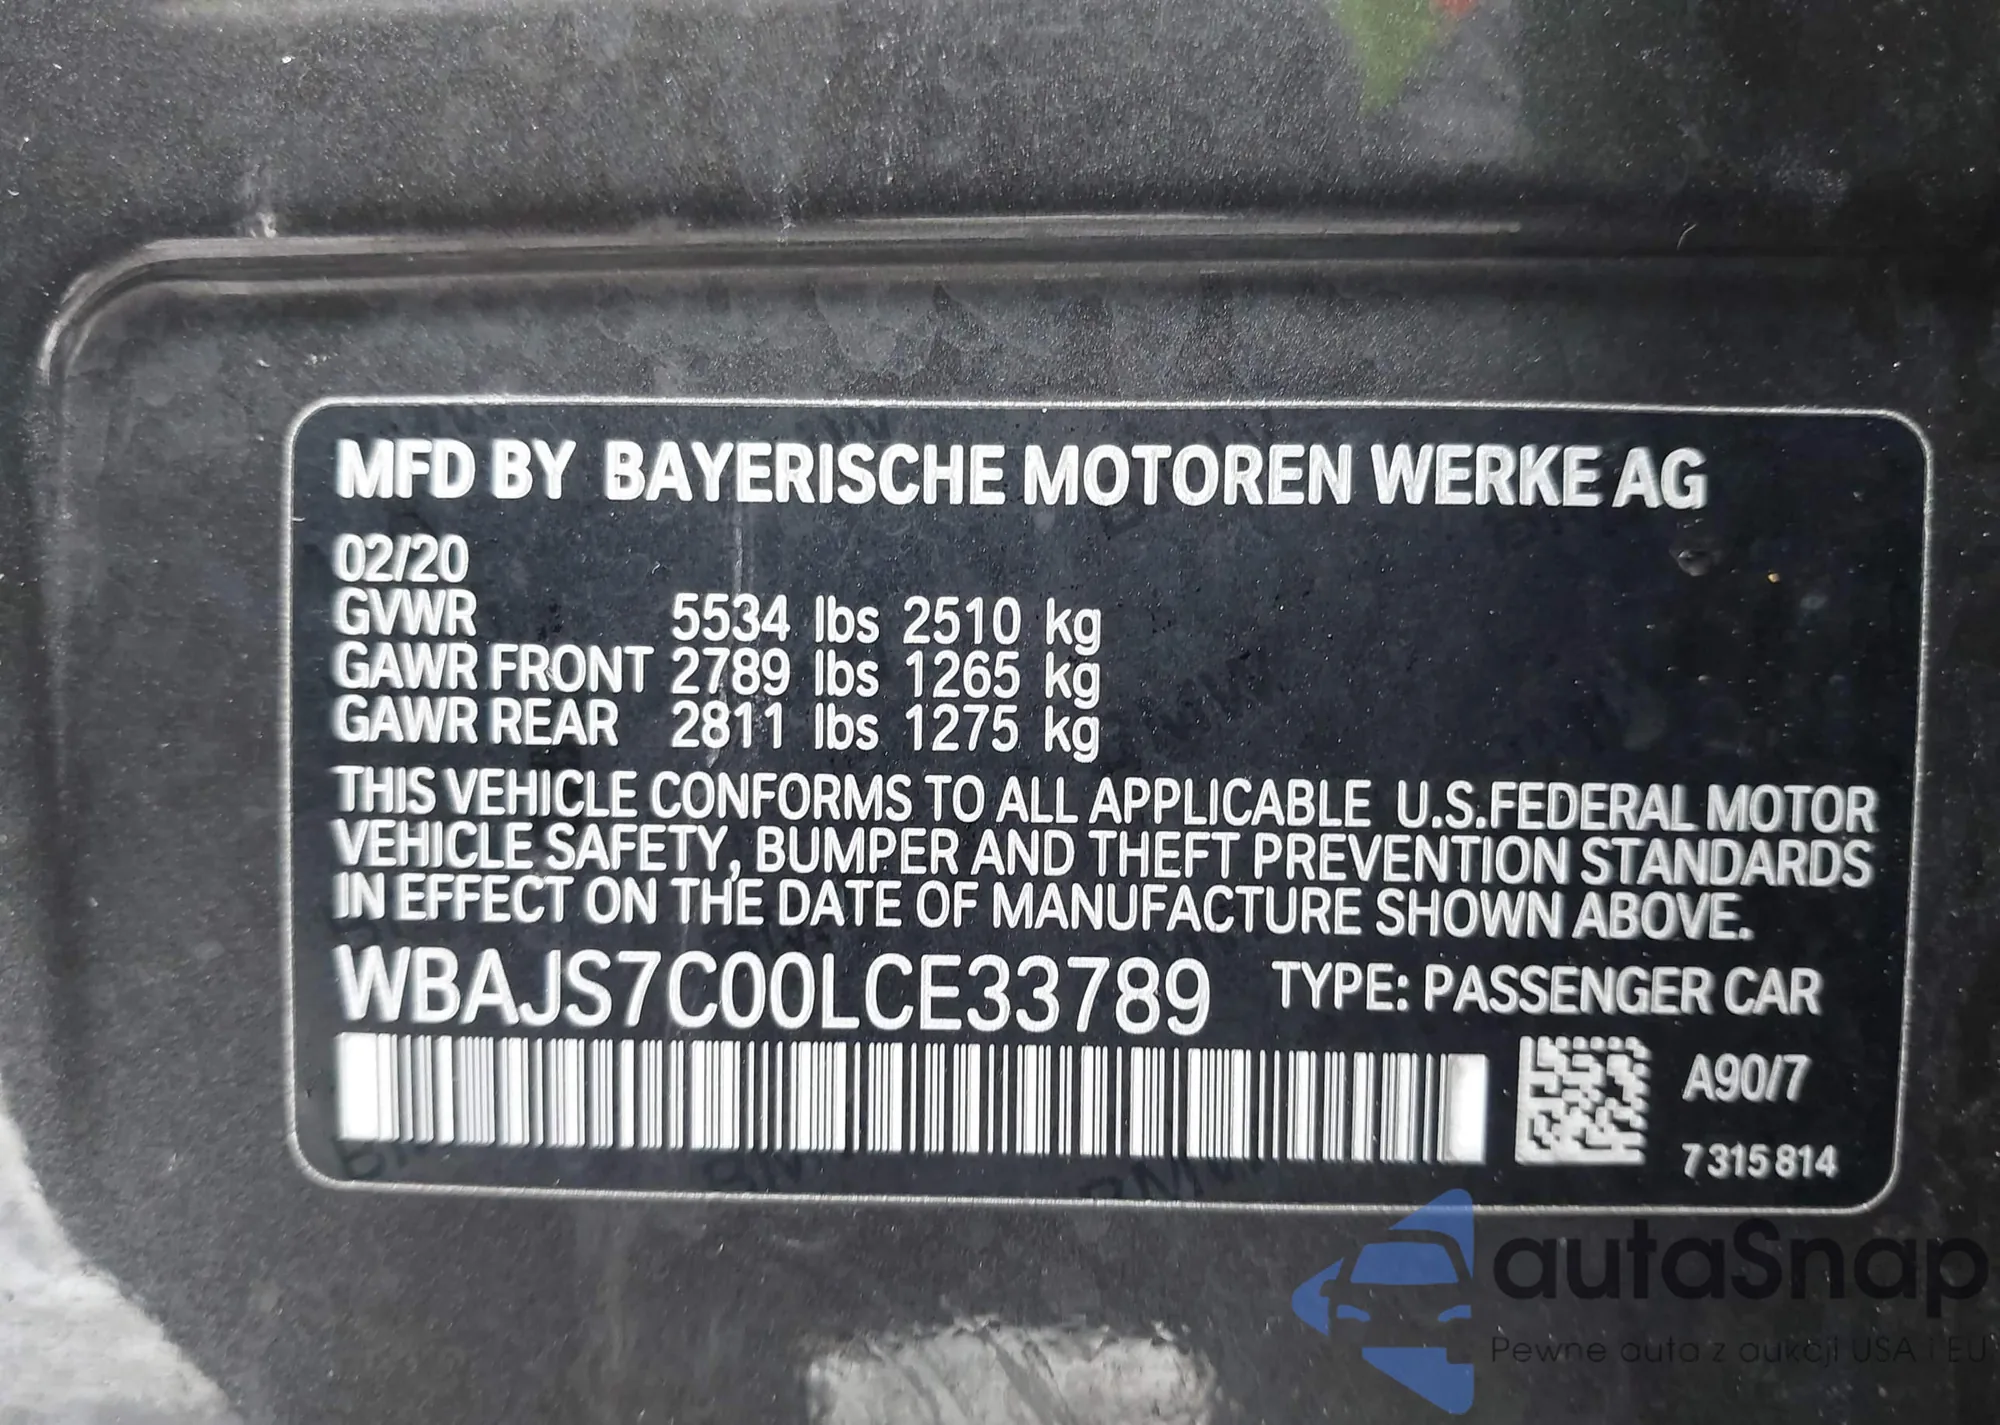 MFD BY BAYERISCHE MOTOREN WERKE AG
02/20
GVWR 5534 lbs 2510 kg
GAWR FRONT 2789 lbs 1265 kg
GAWR REAR 2811 lbs 1275 kg
THIS VEHICLE CONFORMS TO ALL APPLICABLE U.S.FEDERAL MOTOR
VEHICLE SAFETY, BUMPER AND THEFT PREVENTION STANDARDS
IN EFFECT ON THE DATE OF MANUFACTURE SHOWN ABOVE.
WBAJS7C00LCE33789 TYPE: PASSENGER CAR
A90/7
7 315 814
autaSnap
Pewne auta z aukcji USA i EU